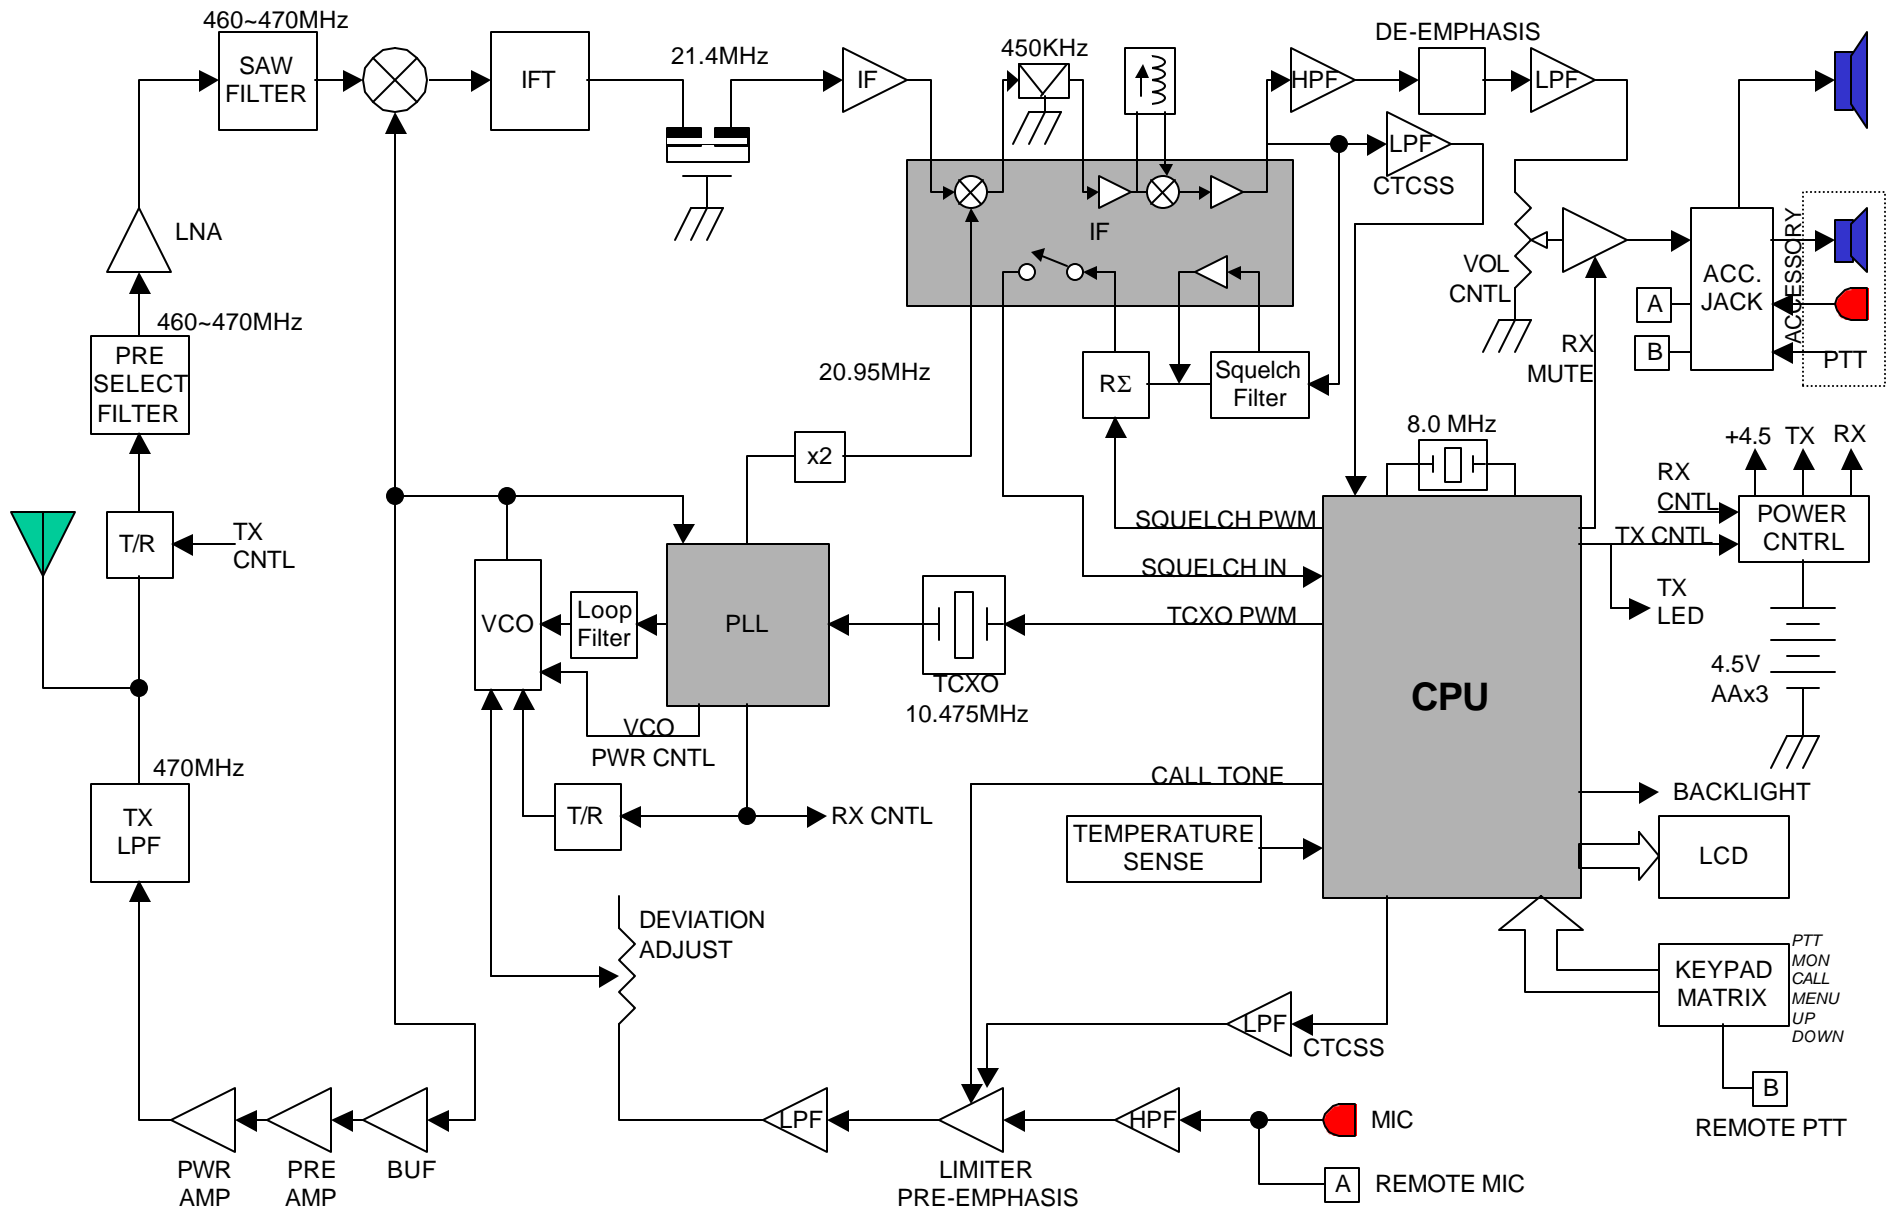 460~470MHz
SAW
FILTER
IFT
21.4MHz
IF
450KHz
DE-EMPHASIS
HPF
LPF
LPF
CTCSS
LNA
IF
VOL
CNTL
ACC.
JACK
ACCESSORY
A
B
PTT
460~470MHz
PRE
SELECT
FILTER
20.95MHz
RΣ
Squelch
Filter
RX
MUTE
x2
8.0 MHz
+4.5
TX
RX
RX
CNTL
POWER
CNTRL
T/R
TX
CNTL
SQUELCH PWM
TX CNTL
SQUELCH IN
TX
LED
VCO
Loop
Filter
PLL
TCXO PWM
TCXO
10.475MHz
CPU
4.5V
AAx3
VCO
PWR CNTL
470MHz
TX
LPF
T/R
RX CNTL
CALL TONE
BACKLIGHT
TEMPERATURE
SENSE
LCD
DEVIATION
ADJUST
KEYPAD
MATRIX
PTT
MON
CALL
MENU
UP
DOWN
LPF
CTCSS
B
REMOTE PTT
LPF
HPF
MIC
PWR
AMP
PRE
AMP
BUF
LIMITER
PRE-EMPHASIS
A
REMOTE MIC